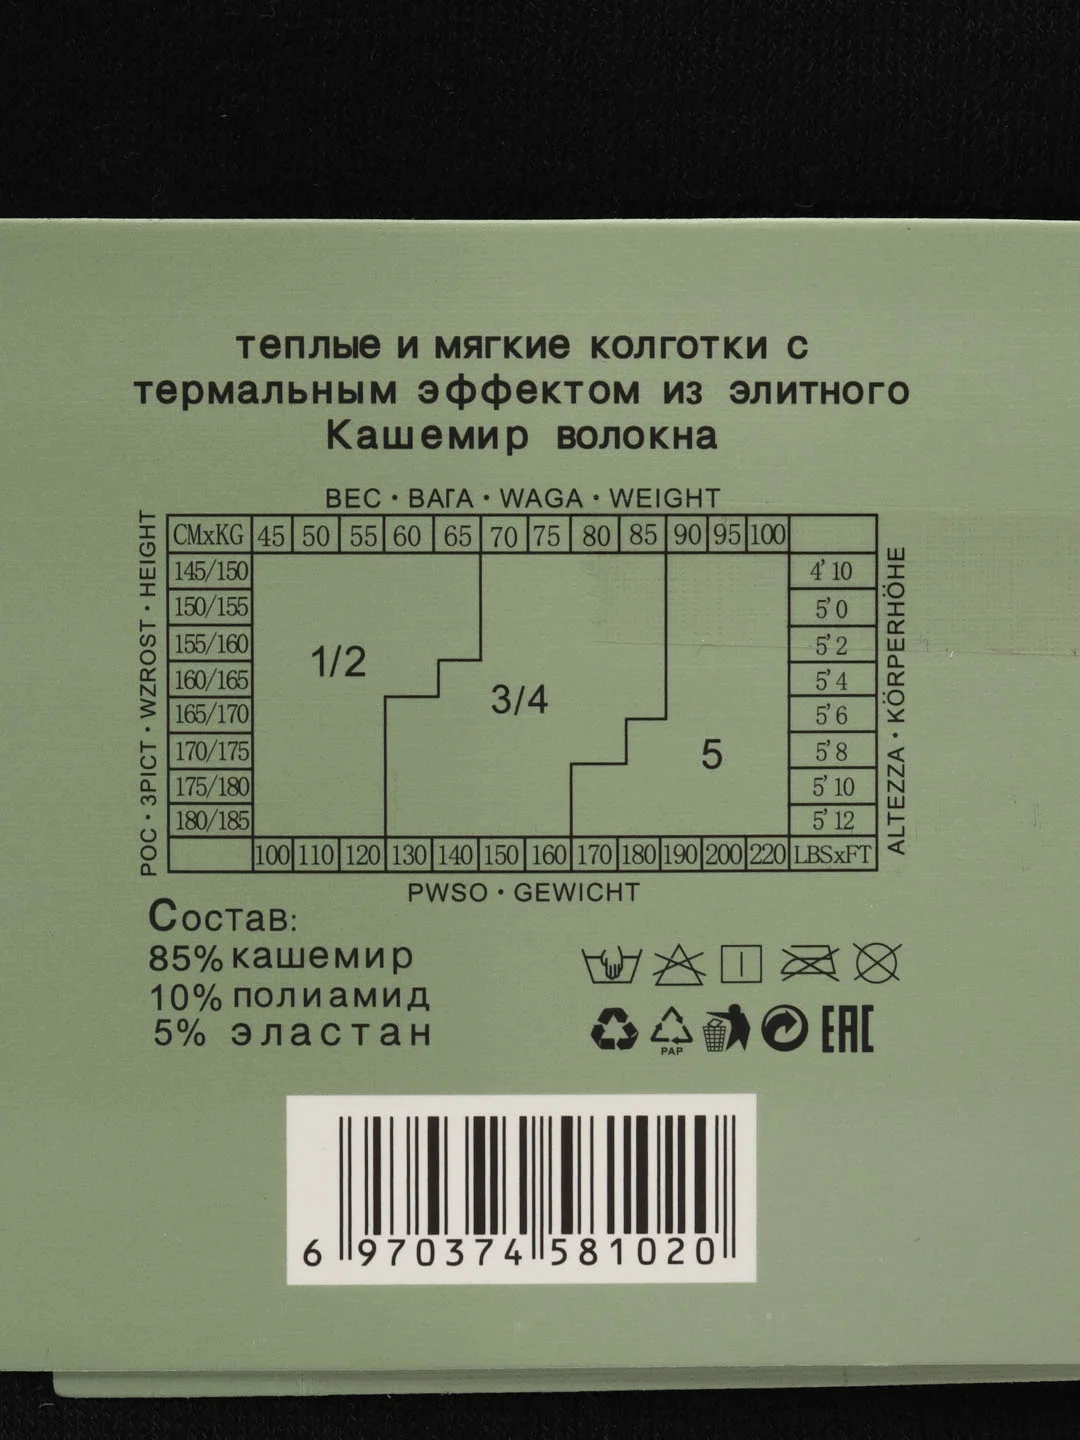 теплые и мягкие колготки с
термальным эффектом из элитного
Кашемир волокна
ВЕС · ВАГА · WAGA · WEIGHT
РОС · ЗРІСТ · WZROST · HEIGHT
СМxKG 45 50 55 60 65 70 75 80 85 90 95 100
145/150 4' 10
150/155 5' 0
155/160 5' 2
1/2
160/165 5' 4
3/4
165/170 5' 6
170/175 5' 8
5
175/180 5' 10
180/185 5' 12
100 110 120 130 140 150 160 170 180 190 200 220 LBSxFT
ALTEZZA · KÖRPERHÖHE
PWSO · GEWICHT
Состав:
85% кашемир
10% полиамид
5% эластан
PAP
EAC
6 970374 581020